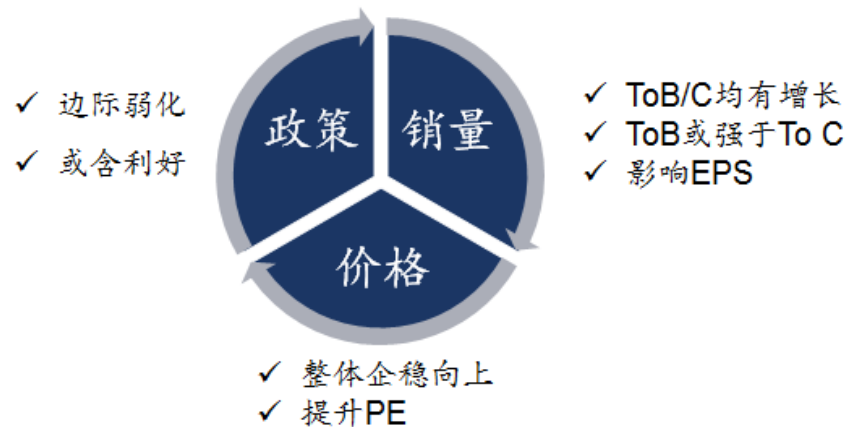 政策
✓ 边际弱化
✓ 或含利好
销量
✓ ToB/C均有增长
✓ ToB或强于To C
✓ 影响EPS
价格
✓ 整体企稳向上
✓ 提升PE